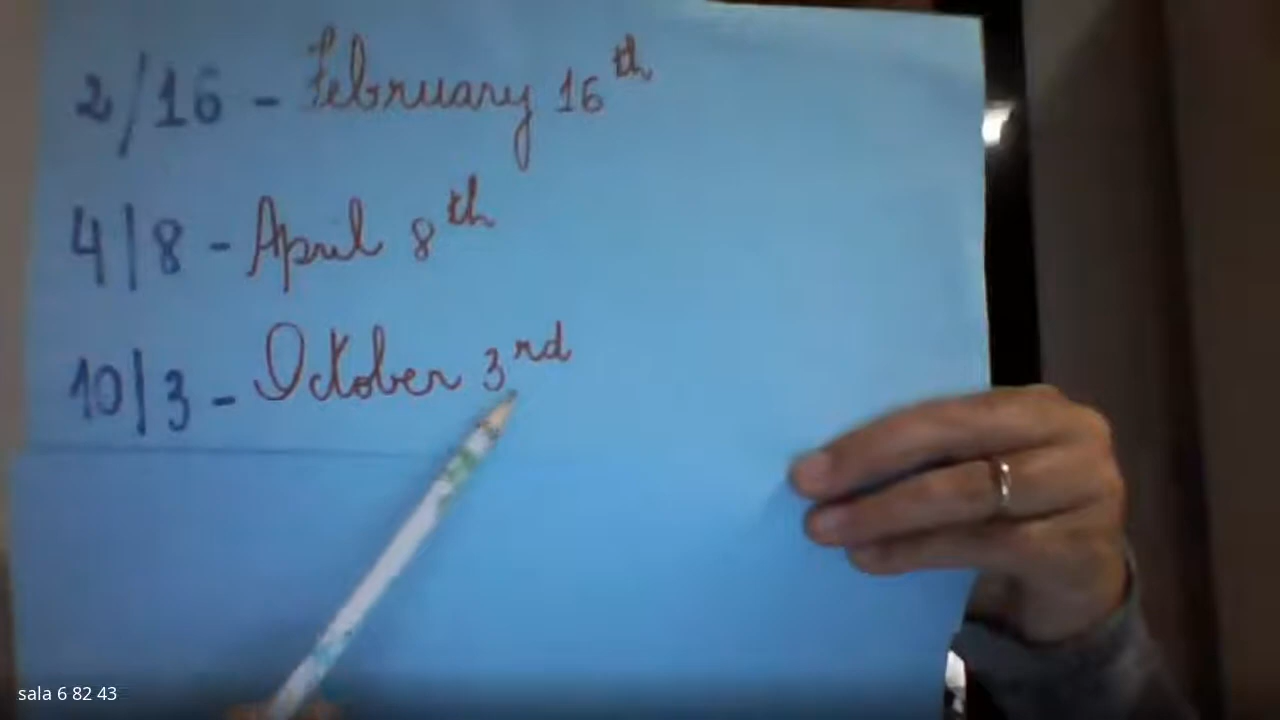 2/16 - February 16th
4/8 - April 8th
10/3 - October 3rd
sala 6 82 43